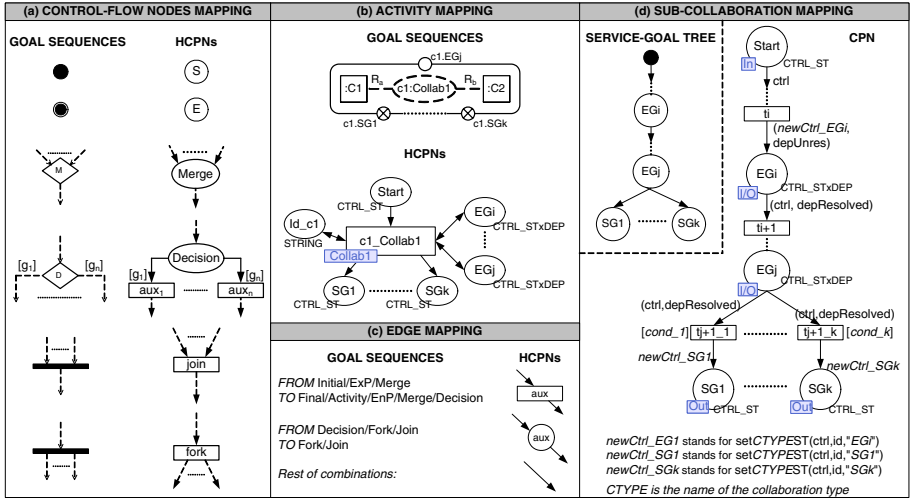 (a) CONTROL-FLOW NODES MAPPING
GOAL SEQUENCES
HCPNs
S
E
M
Merge
D
[g1]
[gn]
Decision
[g1]
[gn]
aux1
aux n
join
fork
(b) ACTIVITY MAPPING
GOAL SEQUENCES
c1.EGj
:C1
Ra
c1:Collab1
Rb
:C2
c1.SG1
c1.SGk
HCPNs
Start
CTRL_ST
Id_c1
STRING
c1_Collab1
Collab1
EGi
CTRL_STxDEP
EGj
CTRL_STxDEP
SG1
CTRL_ST
SGk
CTRL_ST
(c) EDGE MAPPING
GOAL SEQUENCES
HCPNs
FROM Initial/ExP/Merge
TO Final/Activity/EnP/Merge/Decision
aux
FROM Decision/Fork/Join
TO Fork/Join
aux
Rest of combinations:
(d) SUB-COLLABORATION MAPPING
SERVICE-GOAL TREE
EGi
EGj
SG1
SGk
CPN
Start
In
CTRL_ST
ctrl
ti
(newCtrl_EGi,
depUnres)
EGi
I/O
CTRL_STxDEP
(ctrl, depResolved)
ti+1
EGj
I/O
CTRL_STxDEP
(ctrl,depResolved)
(ctrl,depResolved)
[cond_1]
tj+1_1
tj+1_k
[cond_k]
newCtrl_SG1
newCtrl_SGk
SG1
Out
CTRL_ST
SGk
Out
CTRL_ST
newCtrl_EG1 stands for setCTYPEST(ctrl,id,"EGi")
newCtrl_SG1 stands for setCTYPEST(ctrl,id,"SG1")
newCtrl_SGk stands for setCTYPEST(ctrl,id,"SGk")
CTYPE is the name of the collaboration type